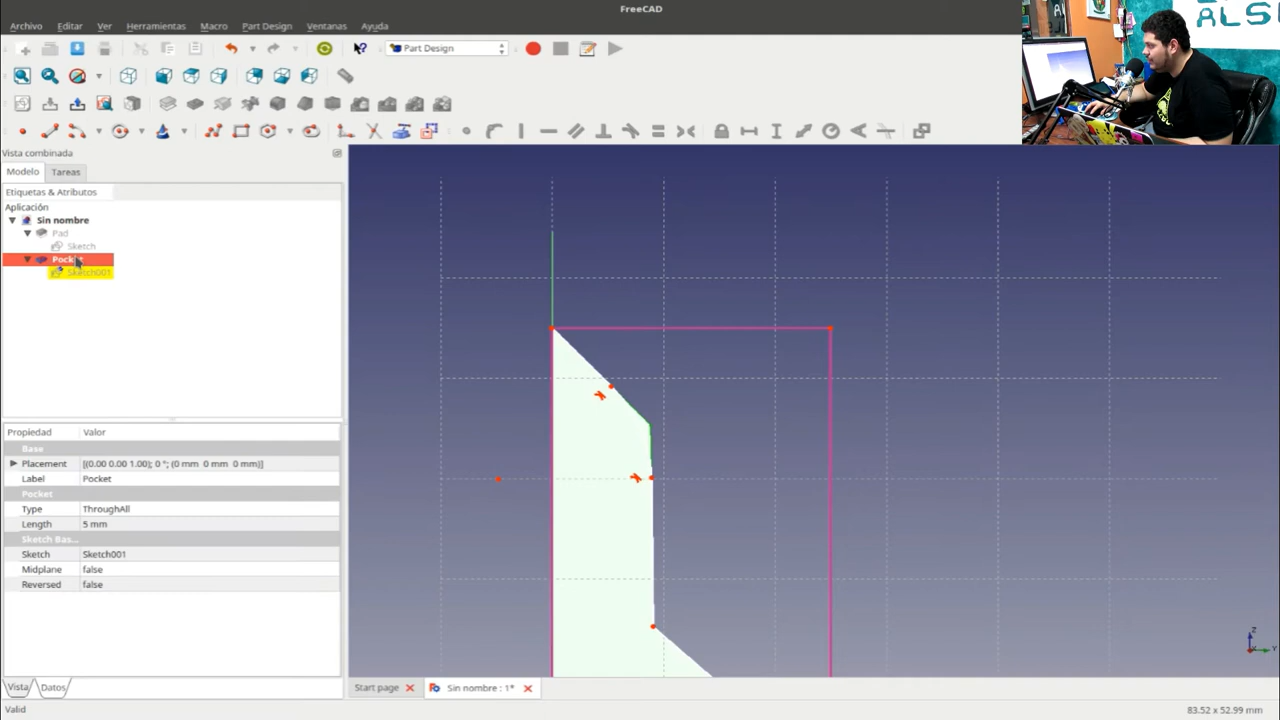 FreeCAD
Archivo Editar Ver Herramientas Macro Part Design Ventanas Ayuda
Part Design
Vista combinada
Modelo Tareas
Etiquetas & Atributos
Aplicación
Sin nombre
Pad
Sketch
Pocket
Sketch001
Propiedad Valor
Base
Placement [(0.00 0.00 1.00); 0 °; (0 mm 0 mm 0 mm)]
Label Pocket
Pocket
Type ThroughAll
Length 5 mm
Sketch Bas...
Sketch Sketch001
Midplane false
Reversed false
Vista Datos
Start page
Sin nombre : 1*
Valid
83.52 x 52.99 mm
Z
Y
ALS